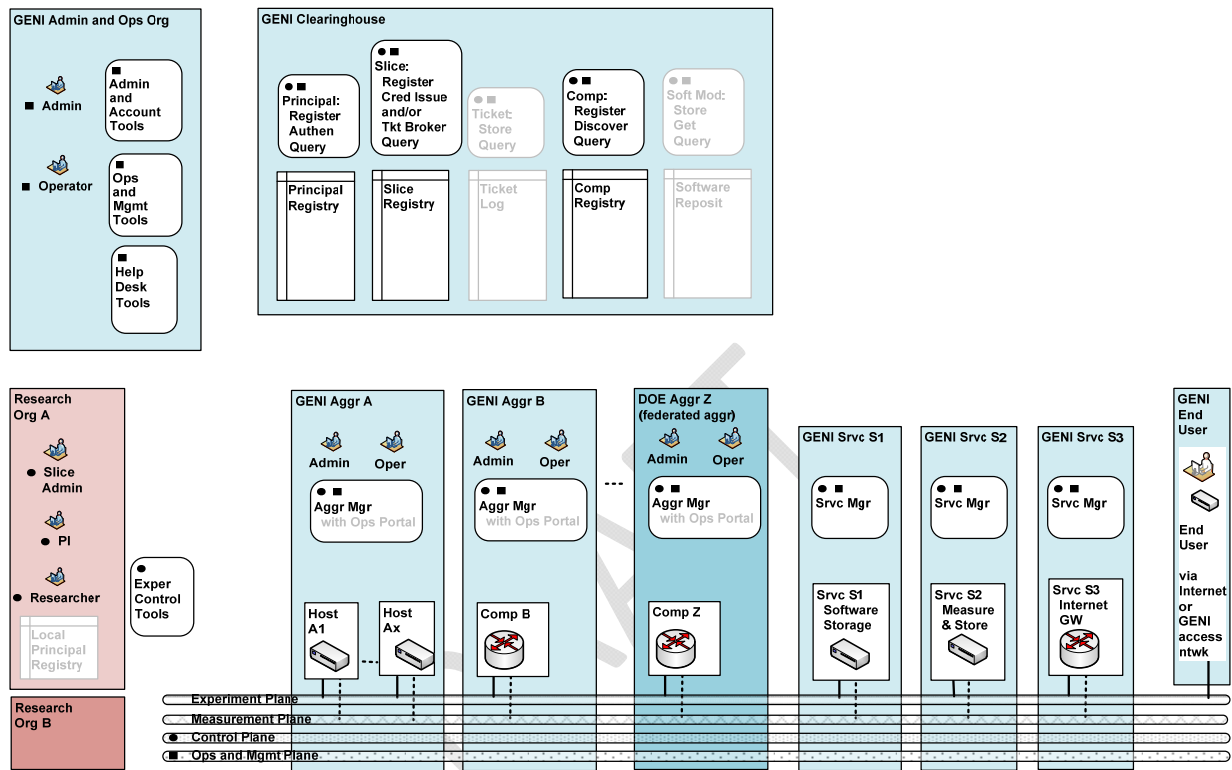 GENI Admin and Ops Org
Admin
Operator
Admin
and
Account
Tools
Ops
and
Mgmt
Tools
Help
Desk
Tools
GENI Clearinghouse
Principal:
Register
Authen
Query
Slice:
Register
Cred Issue
and/or
Tkt Broker
Query
Ticket:
Store
Query
Comp:
Register
Discover
Query
Soft Mod:
Store
Get
Query
Principal
Registry
Slice
Registry
Ticket
Log
Comp
Registry
Software
Reposit
Research
Org A
Slice
Admin
PI
Researcher
Local
Principal
Registry
Exper
Control
Tools
Research
Org B
GENI Aggr A
Admin
Oper
Aggr Mgr
with Ops Portal
Host
A1
Host
Ax
GENI Aggr B
Admin
Oper
Aggr Mgr
with Ops Portal
Comp B
DOE Aggr Z
(federated aggr)
Admin
Oper
Aggr Mgr
with Ops Portal
Comp Z
GENI Srvc S1
Srvc Mgr
Srvc S1
Software
Storage
GENI Srvc S2
Srvc Mgr
Srvc S2
Measure
& Store
GENI Srvc S3
Srvc Mgr
Srvc S3
Internet
GW
GENI
End
User
End
User
via
Internet
or
GENI
access
ntwk
Experiment Plane
Measurement Plane
Control Plane
Ops and Mgmt Plane